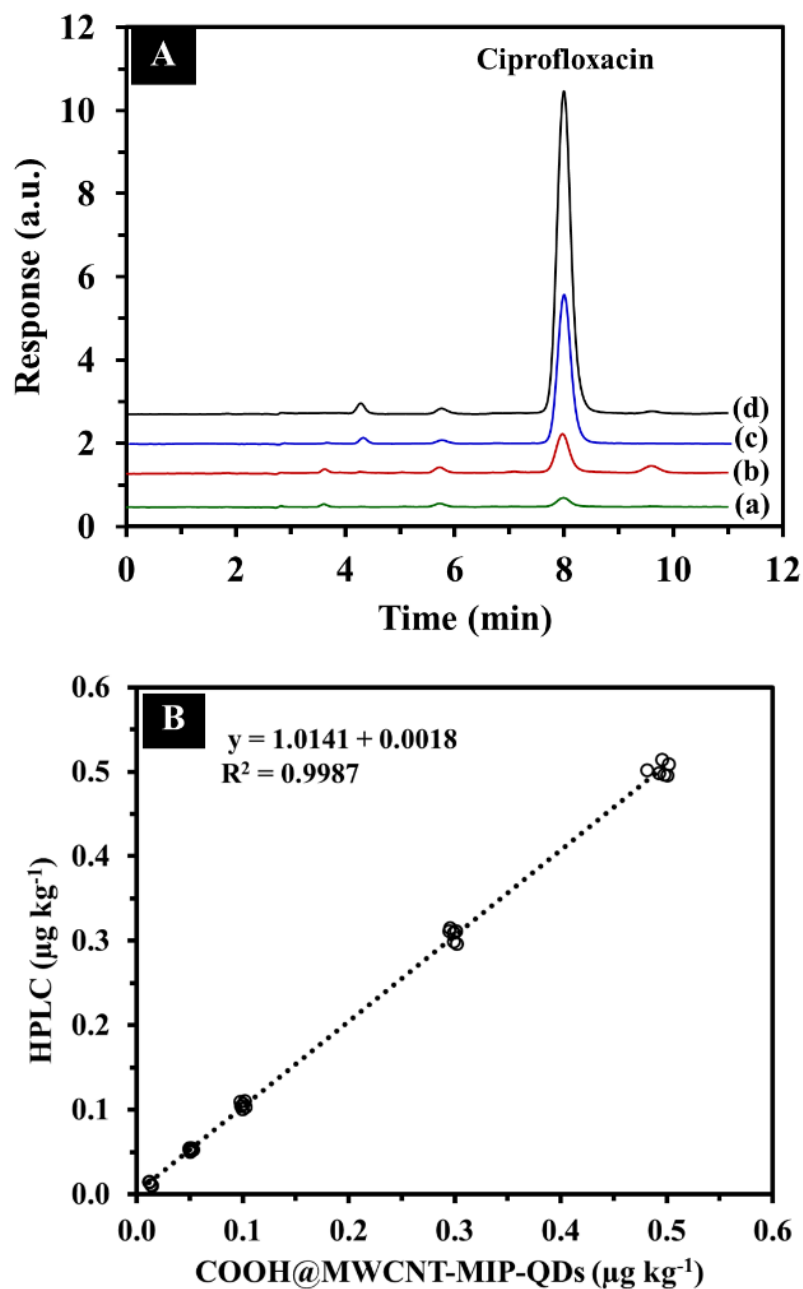 A
Ciprofloxacin
12
10
8
6
4
2
0
Response (a.u.)
(d)
(c)
(b)
(a)
0 2 4 6 8 10 12
Time (min)
B
y = 1.0141 + 0.0018
R² = 0.9987
0.6
0.5
0.4
0.3
0.2
0.1
0.0
HPLC (µg kg⁻¹)
0.0 0.1 0.2 0.3 0.4 0.5 0.6
COOH@MWCNT-MIP-QDs (µg kg⁻¹)